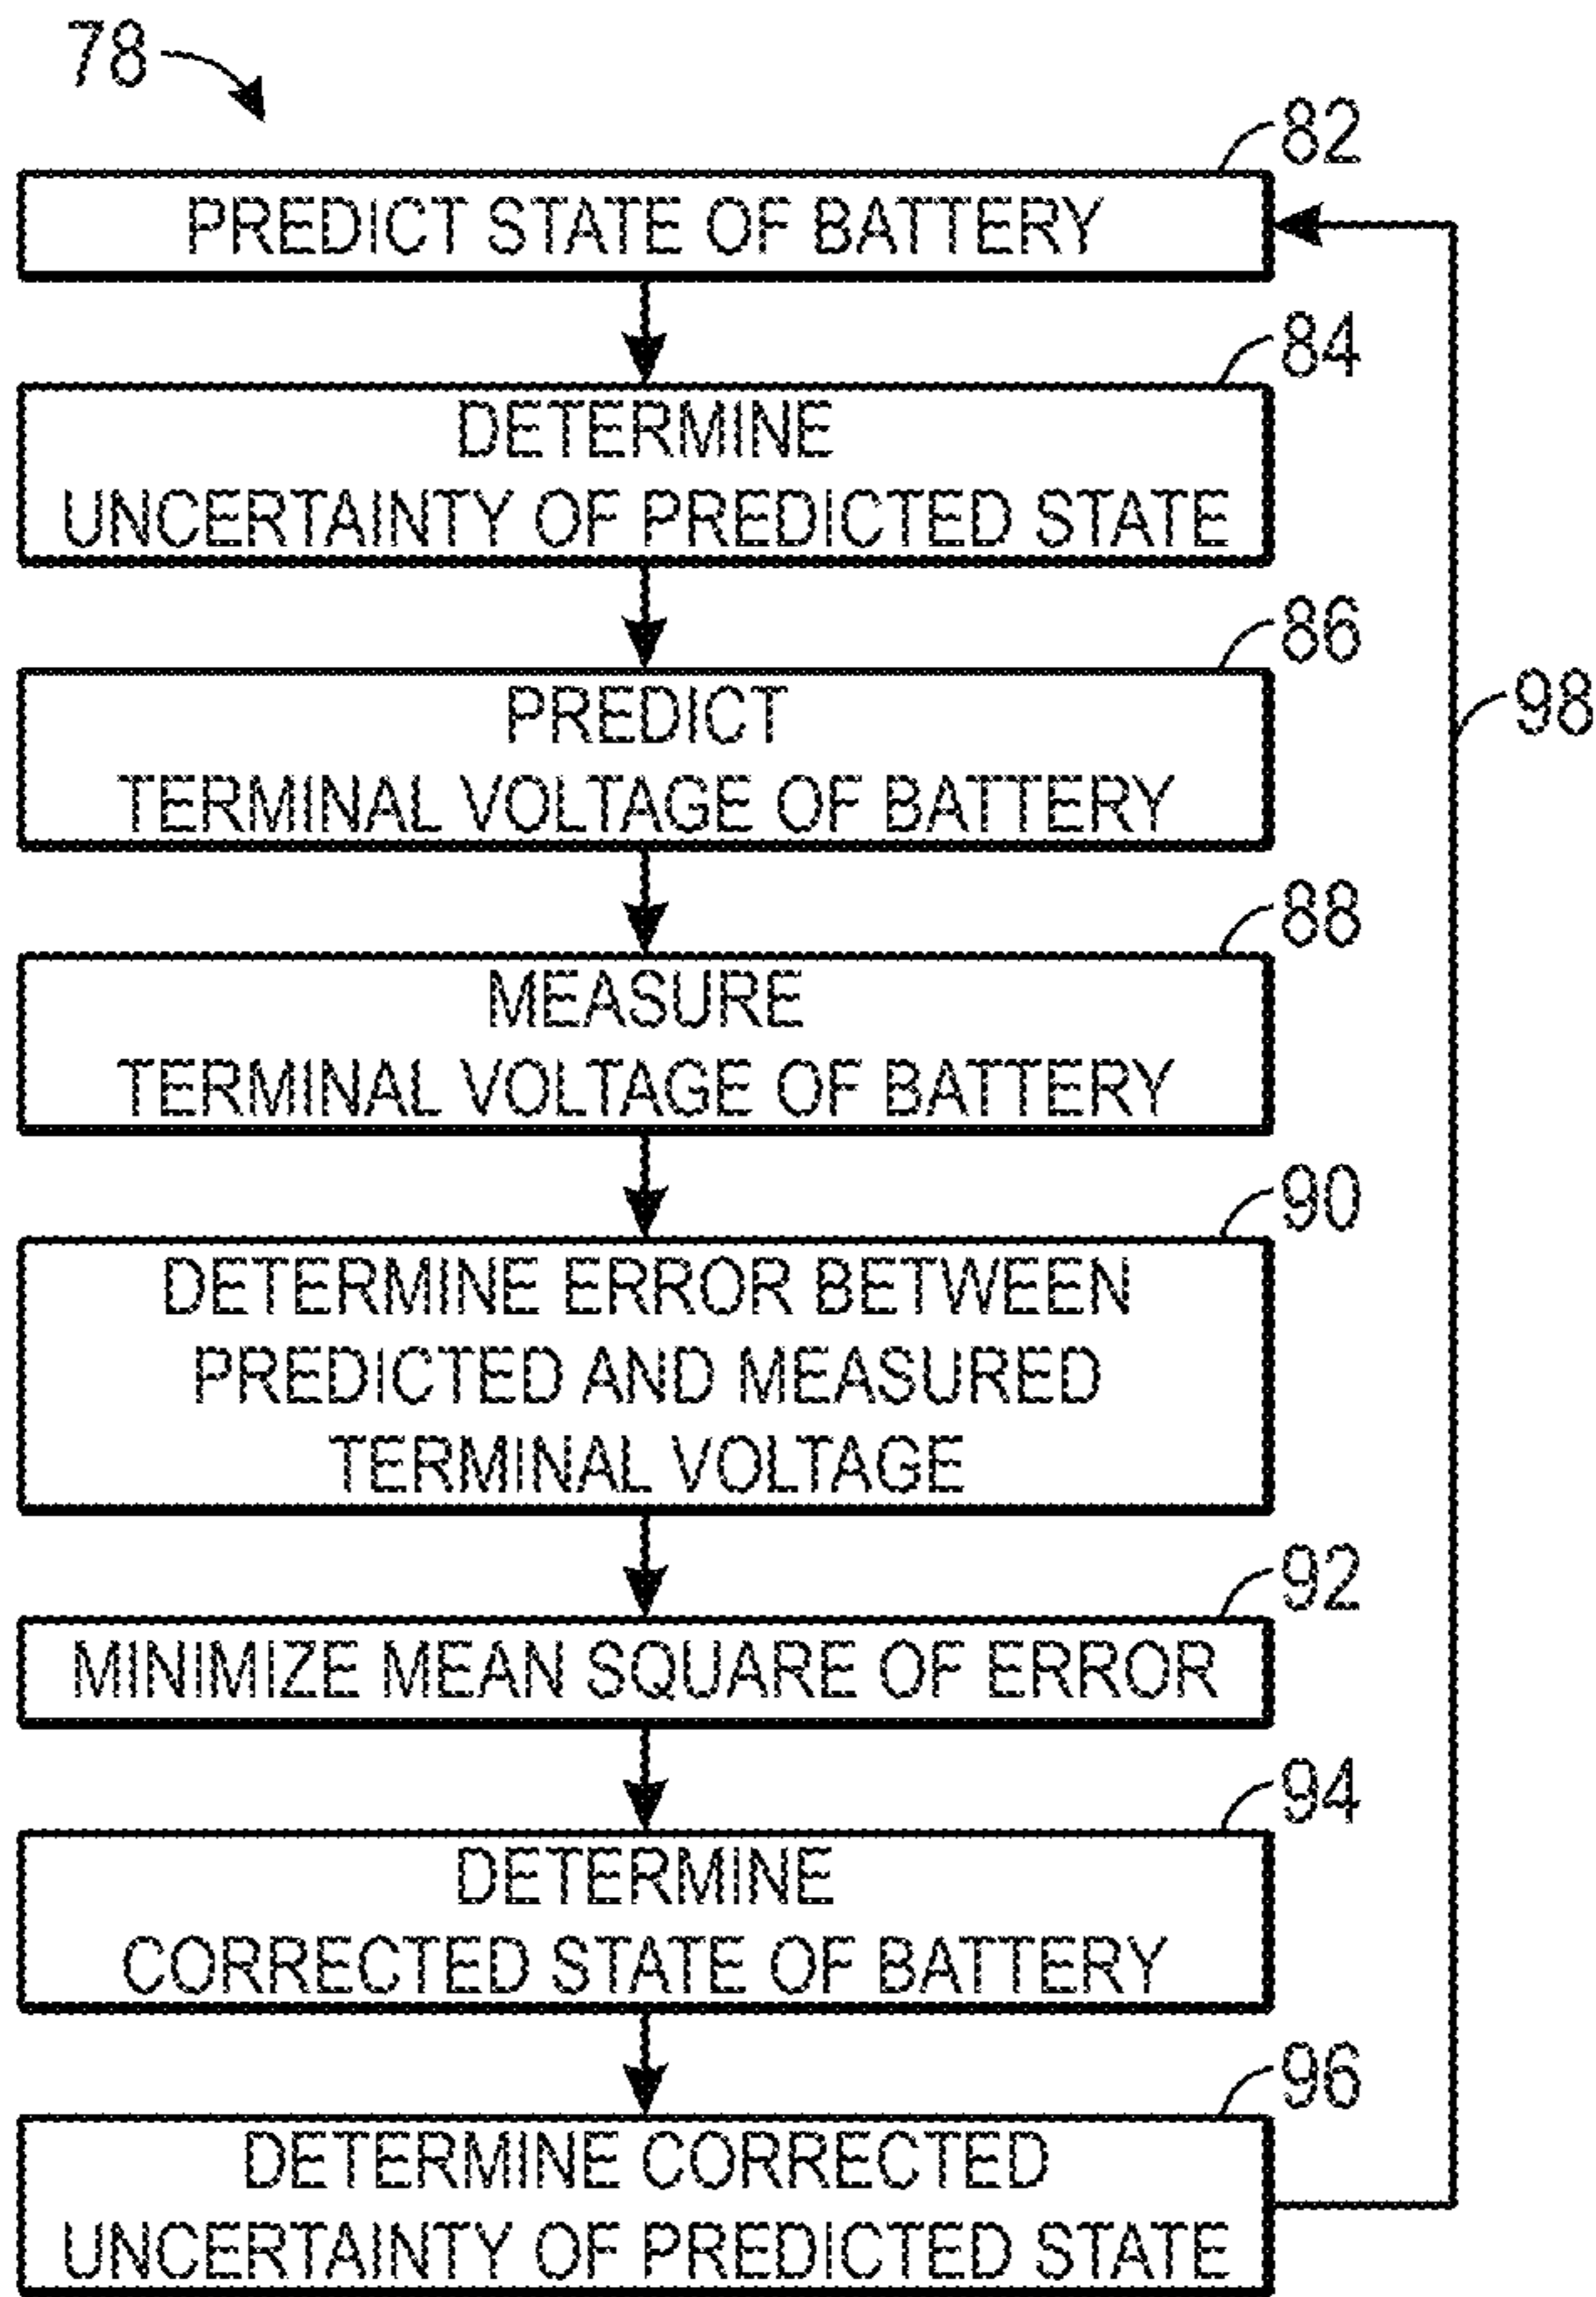 78
82
PREDICT STATE OF BATTERY
84
DETERMINE
UNCERTAINTY OF PREDICTED STATE
86
PREDICT
TERMINAL VOLTAGE OF BATTERY
98
88
MEASURE
TERMINAL VOLTAGE OF BATTERY
90
DETERMINE ERROR BETWEEN
PREDICTED AND MEASURED
TERMINAL VOLTAGE
92
MINIMIZE MEAN SQUARE OF ERROR
94
DETERMINE
CORRECTED STATE OF BATTERY
96
DETERMINE CORRECTED
UNCERTAINTY OF PREDICTED STATE